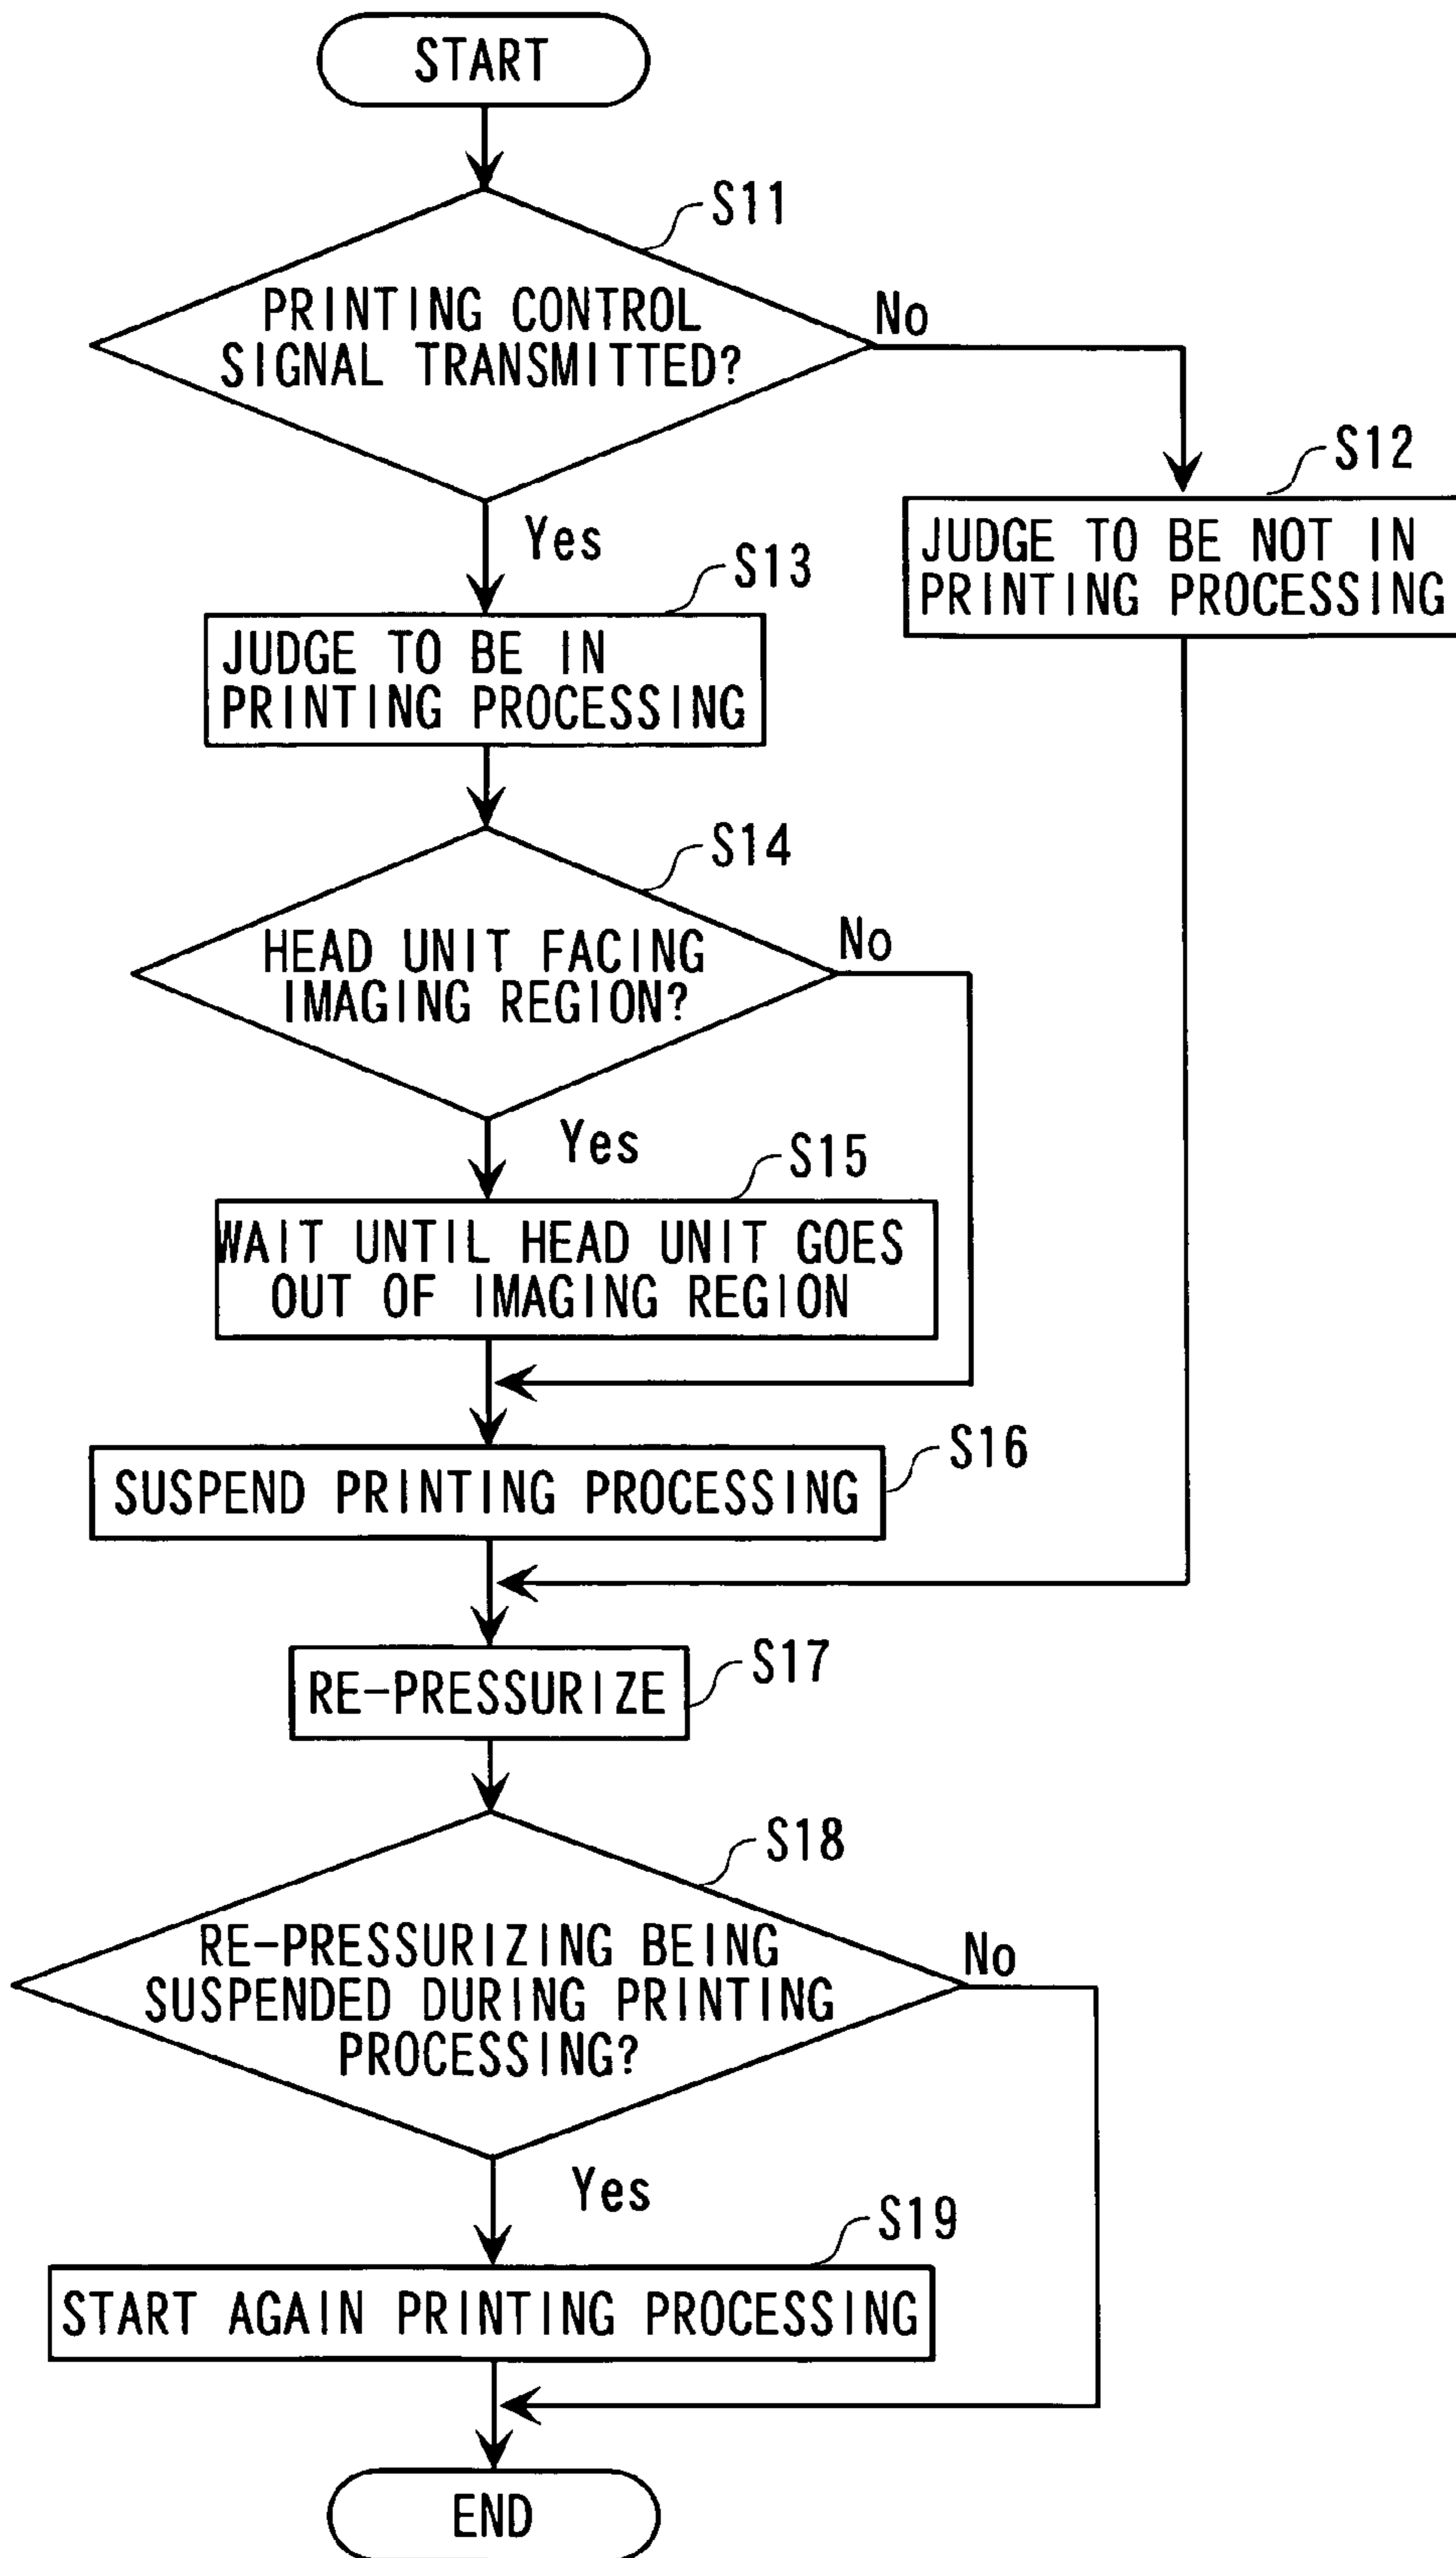 START
S11
PRINTING CONTROL
SIGNAL TRANSMITTED?
No
S12
JUDGE TO BE NOT IN
PRINTING PROCESSING
Yes
S13
JUDGE TO BE IN
PRINTING PROCESSING
S14
HEAD UNIT FACING
IMAGING REGION?
No
Yes
S15
WAIT UNTIL HEAD UNIT GOES
OUT OF IMAGING REGION
S16
SUSPEND PRINTING PROCESSING
S17
RE-PRESSURIZE
S18
RE-PRESSURIZING BEING
SUSPENDED DURING PRINTING
PROCESSING?
No
Yes
S19
START AGAIN PRINTING PROCESSING
END